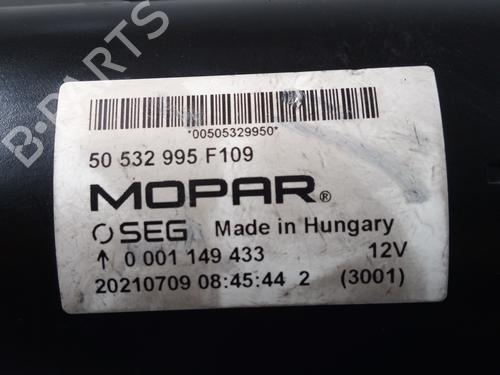 B-PARTS
*00505329950*
50 532 995 F109
MOPAR®
SEG Made in Hungary
↑ 0 001 149 433 12V
20210709 08:45:44 2 (3001)